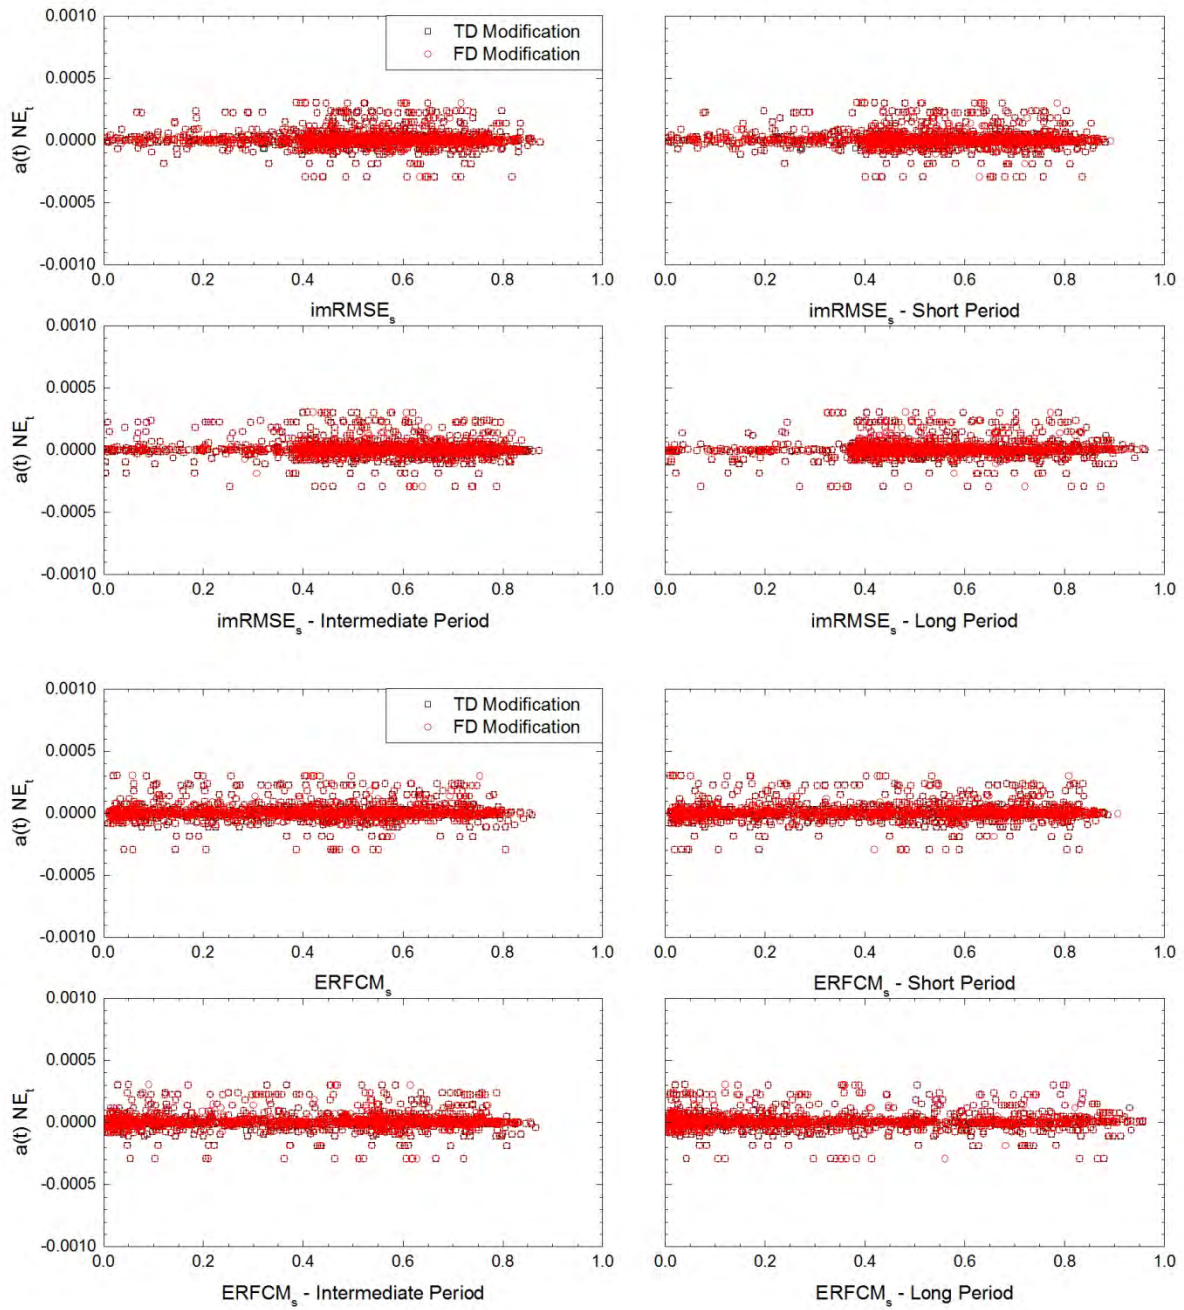 0.0010
0.0005
0.0000
-0.0005
-0.0010
a(t) NE_t
TD Modification
FD Modification
0.0 0.2 0.4 0.6 0.8 1.0
0.0 0.2 0.4 0.6 0.8 1.0
imRMSE_s
imRMSE_s - Short Period
0.0010
0.0005
0.0000
-0.0005
-0.0010
a(t) NE_t
0.0 0.2 0.4 0.6 0.8 1.0
0.0 0.2 0.4 0.6 0.8 1.0
imRMSE_s - Intermediate Period
imRMSE_s - Long Period
0.0010
0.0005
0.0000
-0.0005
-0.0010
a(t) NE_t
TD Modification
FD Modification
0.0 0.2 0.4 0.6 0.8 1.0
0.0 0.2 0.4 0.6 0.8 1.0
ERFCM_s
ERFCM_s - Short Period
0.0010
0.0005
0.0000
-0.0005
-0.0010
a(t) NE_t
0.0 0.2 0.4 0.6 0.8 1.0
0.0 0.2 0.4 0.6 0.8 1.0
ERFCM_s - Intermediate Period
ERFCM_s - Long Period